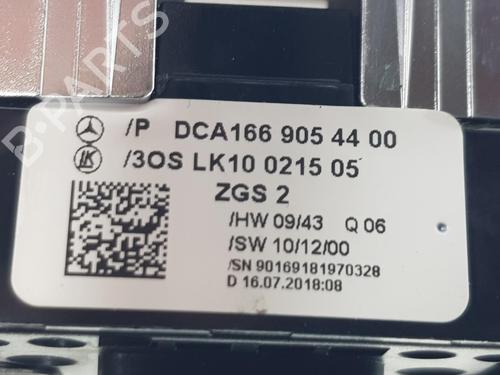 /P DCA166 905 44 00
LK /3OS LK10 0215 05
ZGS 2
/HW 09/43 Q 06
/SW 10/12/00
/SN 90169181970328
D 16.07.2018:08
B-PARTS